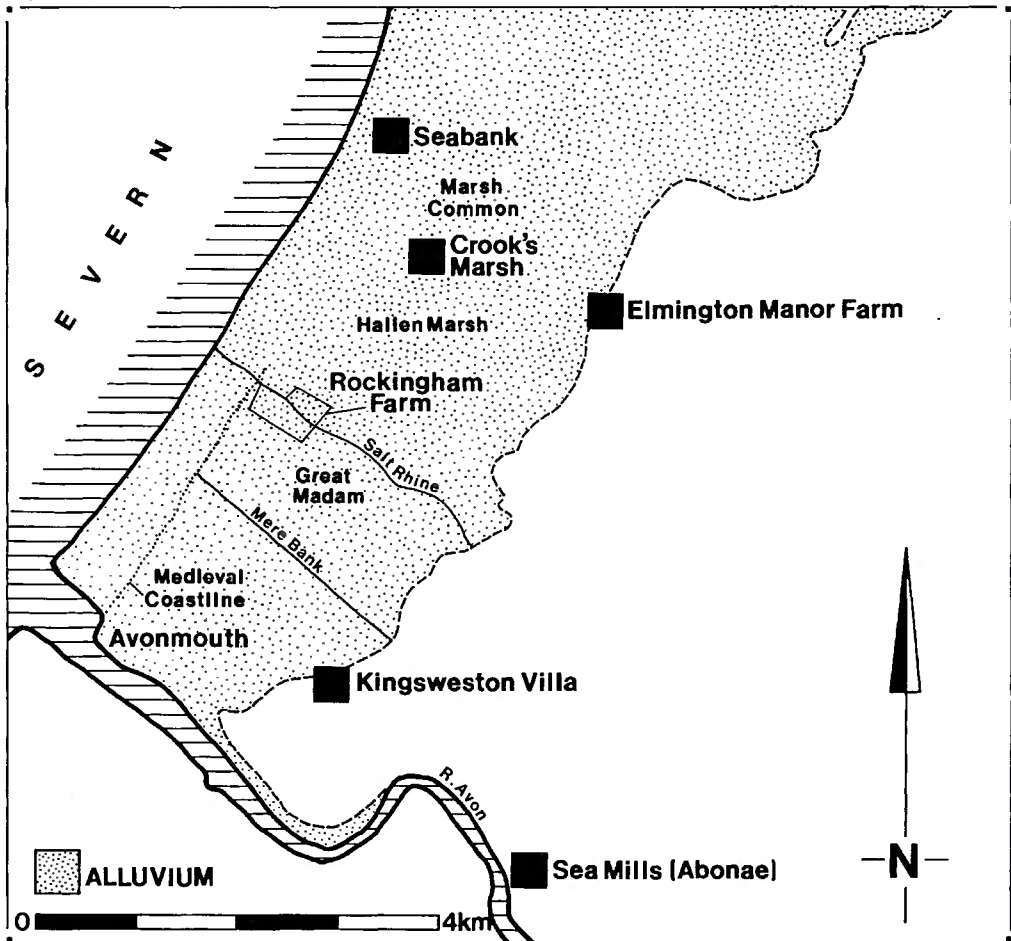 SEVERN
Seabank
Marsh
Common
Crook's
Marsh
Elmington Manor Farm
Hallen Marsh
Rockingham
Farm
Salt Rhine
Great
Madam
Mere Bank
Medieval
Coastline
Avonmouth
Kingsweston Villa
R. Avon
Sea Mills (Abonae)
N
ALLUVIUM
0 4km